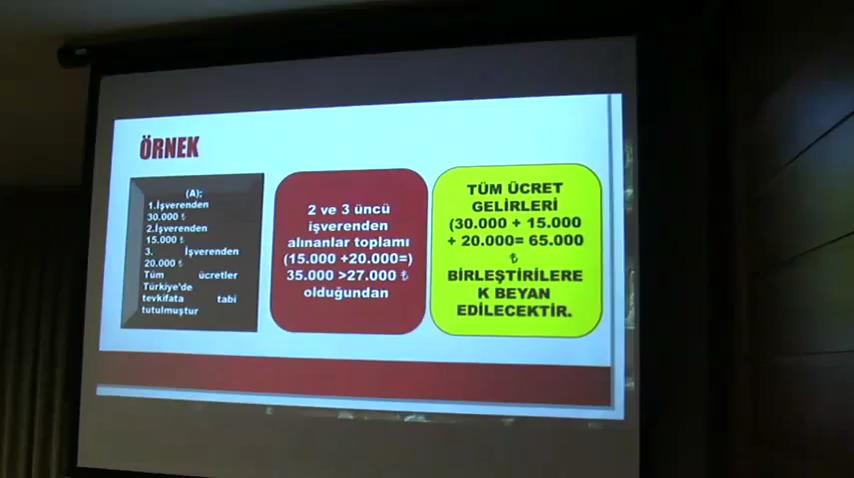 ÖRNEK
(A);
1.İşverenden
30.000 ₺
2.İşverenden
15.000 ₺
3. İşverenden
20.000 ₺
Tüm ücretler
Türkiye'de
tevkifata tabi
tutulmuştur
2 ve 3 üncü
işverenden
alınanlar toplamı
(15.000 +20.000=)
35.000 >27.000 ₺
olduğundan
TÜM ÜCRET
GELİRLERİ
(30.000 + 15.000
+ 20.000= 65.000
₺
BİRLEŞTİRİLERE
K BEYAN
EDİLECEKTİR.